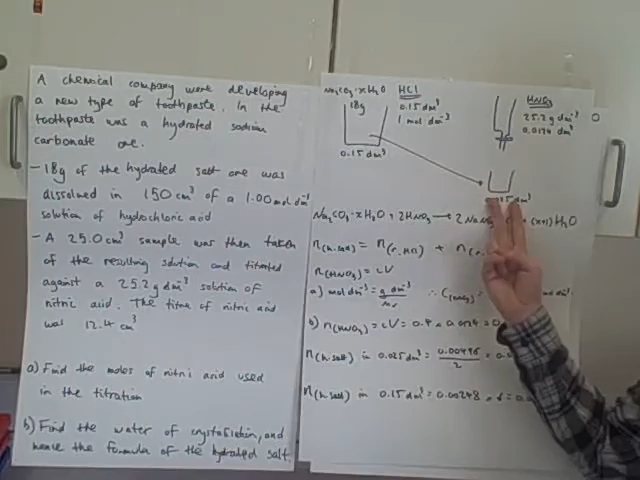 A chemical company were developing
a new type of toothpaste. In the
toothpaste was a hydrated sodium
carbonate one.
- 18g of the hydrated salt one was
dissolved in 150 cm³ of a 1.00 mol dm⁻³
solution of hydrochloric acid
- A 25.0 cm³ sample was then taken
of the resulting solution and titrated
against a 25.2 g dm⁻³ solution of
nitric acid. The titre of nitric acid
was 12.4 cm³
a) Find the moles of nitric acid used
in the titration
b) Find the water of crystallisation, and
hence the formula of the hydrated salt.
Na₂CO₃·xH₂O
18g
0.15 dm³
HCl
0.15 dm³
1 mol dm⁻³
HNO₃
25.2 g dm⁻³
0.0124 dm³
Na₂CO₃·xH₂O + 2HNO₃ → 2NaNO₃ + (x+1)H₂O
n(h.salt) = n(r.HCl) + n(r.
n(HNO₃) = cV
a) mol dm⁻³ = g dm⁻³ / Mr ∴ c(HNO₃) =
b) n(HNO₃) = cV = 0.4 × 0.0124 =
n(h.salt) in 0.025 dm³ = 0.00496 / 2 =
n(h.salt) in 0.15 dm³ = 0.00248 × 6 =